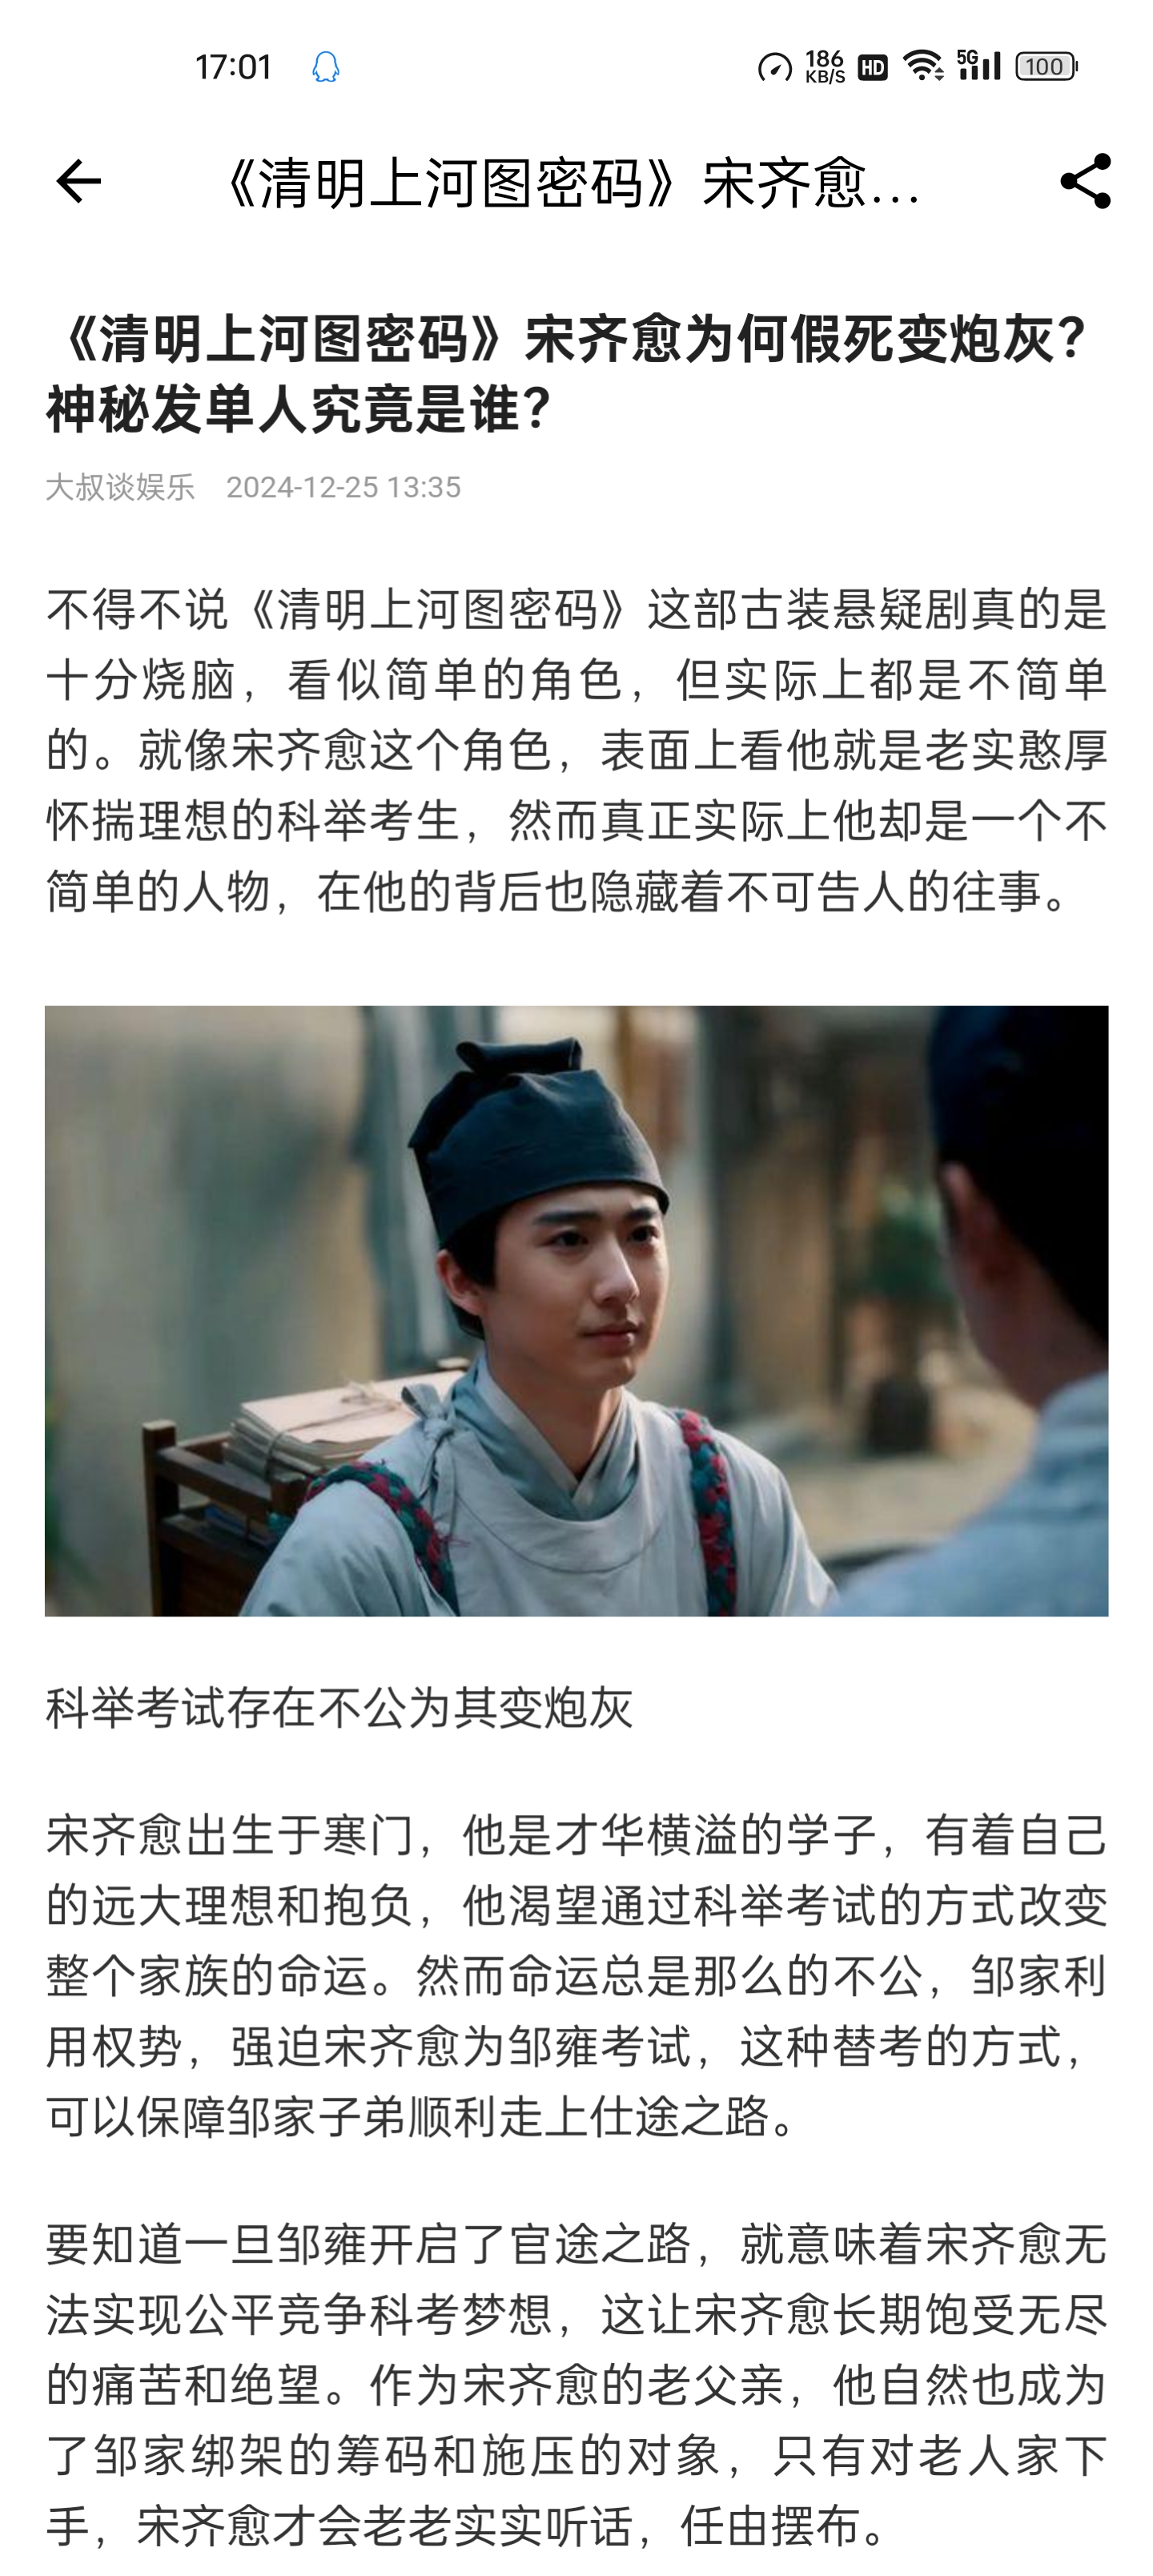 17:01
186
KB/S
HD
5G
100
《清明上河图密码》宋齐愈...
《清明上河图密码》宋齐愈为何假死变炮灰？
神秘发单人究竟是谁？
大叔谈娱乐 2024-12-25 13:35
不得不说《清明上河图密码》这部古装悬疑剧真的是
十分烧脑，看似简单的角色，但实际上都是不简单
的。就像宋齐愈这个角色，表面上看他就是老实憨厚
怀揣理想的科举考生，然而真正实际上他却是一个不
简单的人物，在他的背后也隐藏着不可告人的往事。
科举考试存在不公为其变炮灰
宋齐愈出生于寒门，他是才华横溢的学子，有着自己
的远大理想和抱负，他渴望通过科举考试的方式改变
整个家族的命运。然而命运总是那么的不公，邹家利
用权势，强迫宋齐愈为邹雍考试，这种替考的方式，
可以保障邹家子弟顺利走上仕途之路。
要知道一旦邹雍开启了官途之路，就意味着宋齐愈无
法实现公平竞争科考梦想，这让宋齐愈长期饱受无尽
的痛苦和绝望。作为宋齐愈的老父亲，他自然也成为
了邹家绑架的筹码和施压的对象，只有对老人家下
手，宋齐愈才会老老实实听话，任由摆布。